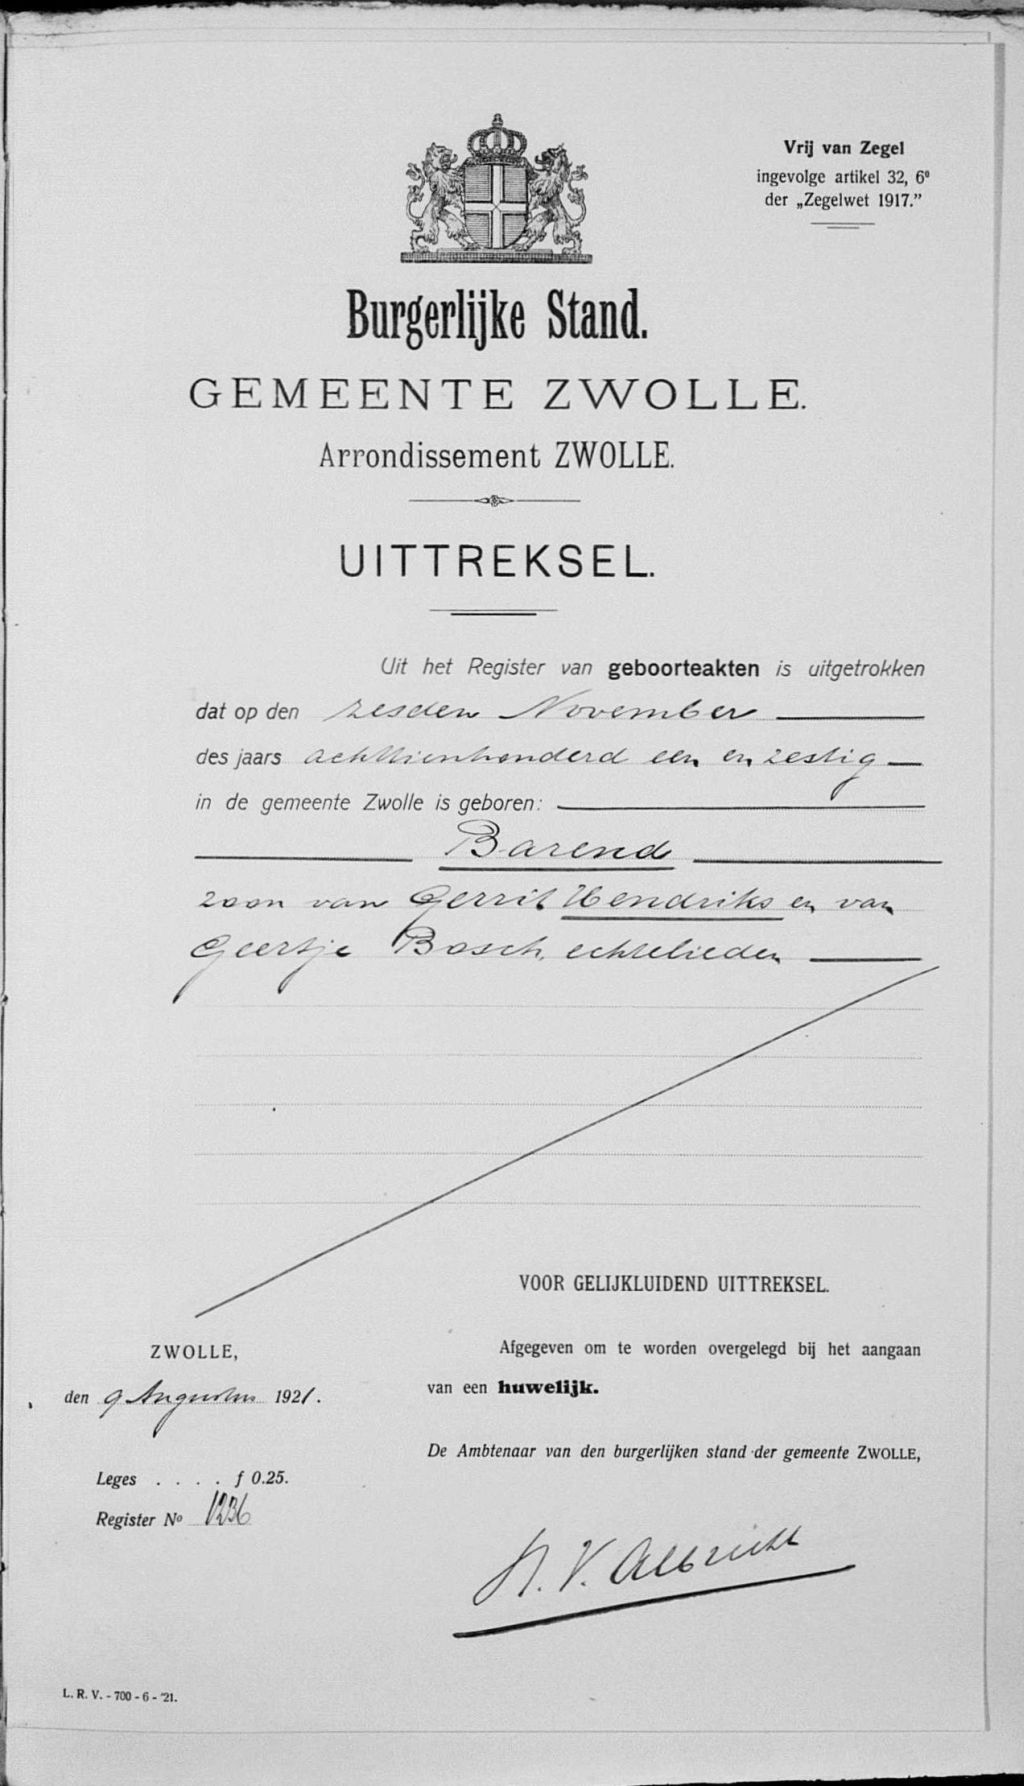 Vrij van Zegel
ingevolge artikel 32, 6°
der „Zegelwet 1917.”
Burgerlijke Stand.
GEMEENTE ZWOLLE.
Arrondissement ZWOLLE.
UITTREKSEL.
Uit het Register van geboorteakten is uitgetrokken
dat op den zesden November
des jaars achttienhonderd een en zestig
in de gemeente Zwolle is geboren:
Barend
zoon van Gerrit Hendriks en van
Geertje Bosch, echtelieden
VOOR GELIJKLUIDEND UITTREKSEL.
ZWOLLE,
den 9 Augustus 1921.
Afgegeven om te worden overgelegd bij het aangaan
van een huwelijk.
De Ambtenaar van den burgerlijken stand der gemeente ZWOLLE,
Leges . . . . f 0.25.
Register No 1236
H. V. Albricht
L. R. V. - 700 - 6 - '21.